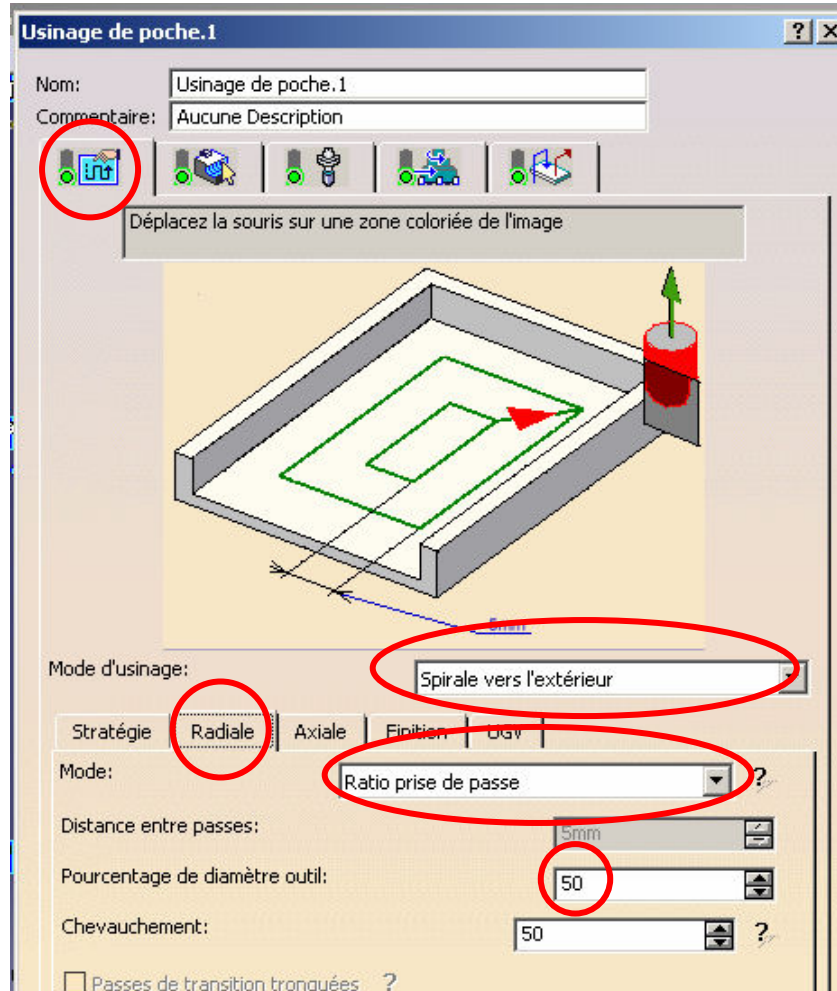 Usinage de poche.1
Nom: Usinage de poche.1
Commentaire: Aucune Description
Déplacez la souris sur une zone coloriée de l'image
5mm
Mode d'usinage: Spirale vers l'extérieur
Stratégie Radiale Axiale Finition UGV
Mode: Ratio prise de passe ?
Distance entre passes: 5mm
Pourcentage de diamètre outil: 50
Chevauchement: 50 ?
Passes de transition tronquées ?